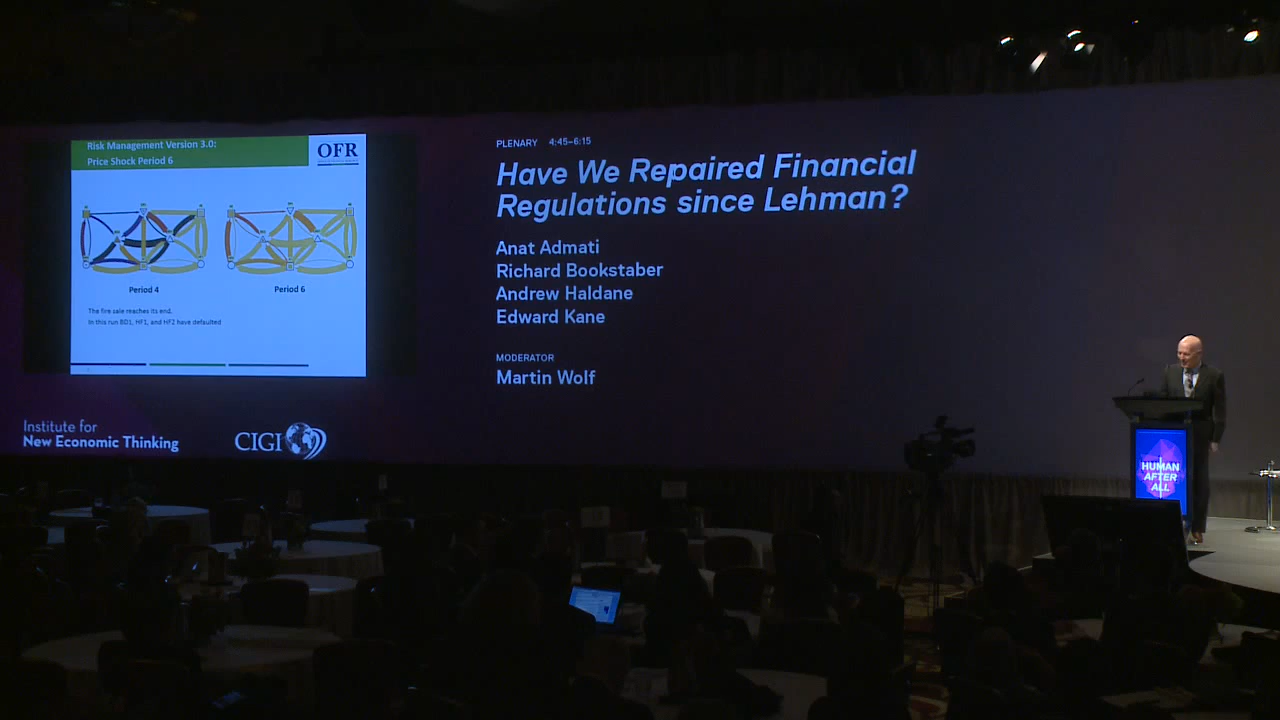 Risk Management Version 3.0:
Price Shock Period 6
OFR
Period 4
Period 6
The fire sale reaches its end.
In this run BD1, HF1, and HF2 have defaulted
PLENARY 4:45–6:15
Have We Repaired Financial
Regulations since Lehman?
Anat Admati
Richard Bookstaber
Andrew Haldane
Edward Kane
MODERATOR
Martin Wolf
Institute for
New Economic Thinking
CIGI
HUMAN
AFTER
ALL